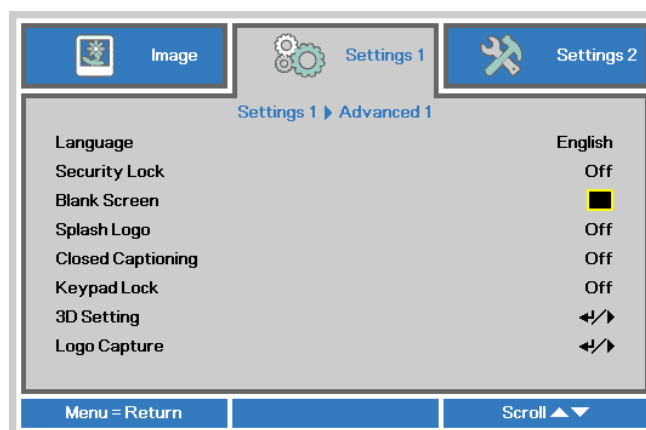 Image Settings 1 Settings 2
Settings 1 ▶ Advanced 1
Language English
Security Lock Off
Blank Screen
Splash Logo Off
Closed Captioning Off
Keypad Lock Off
3D Setting ↵/▶
Logo Capture ↵/▶
Menu = Return Scroll ▲▼